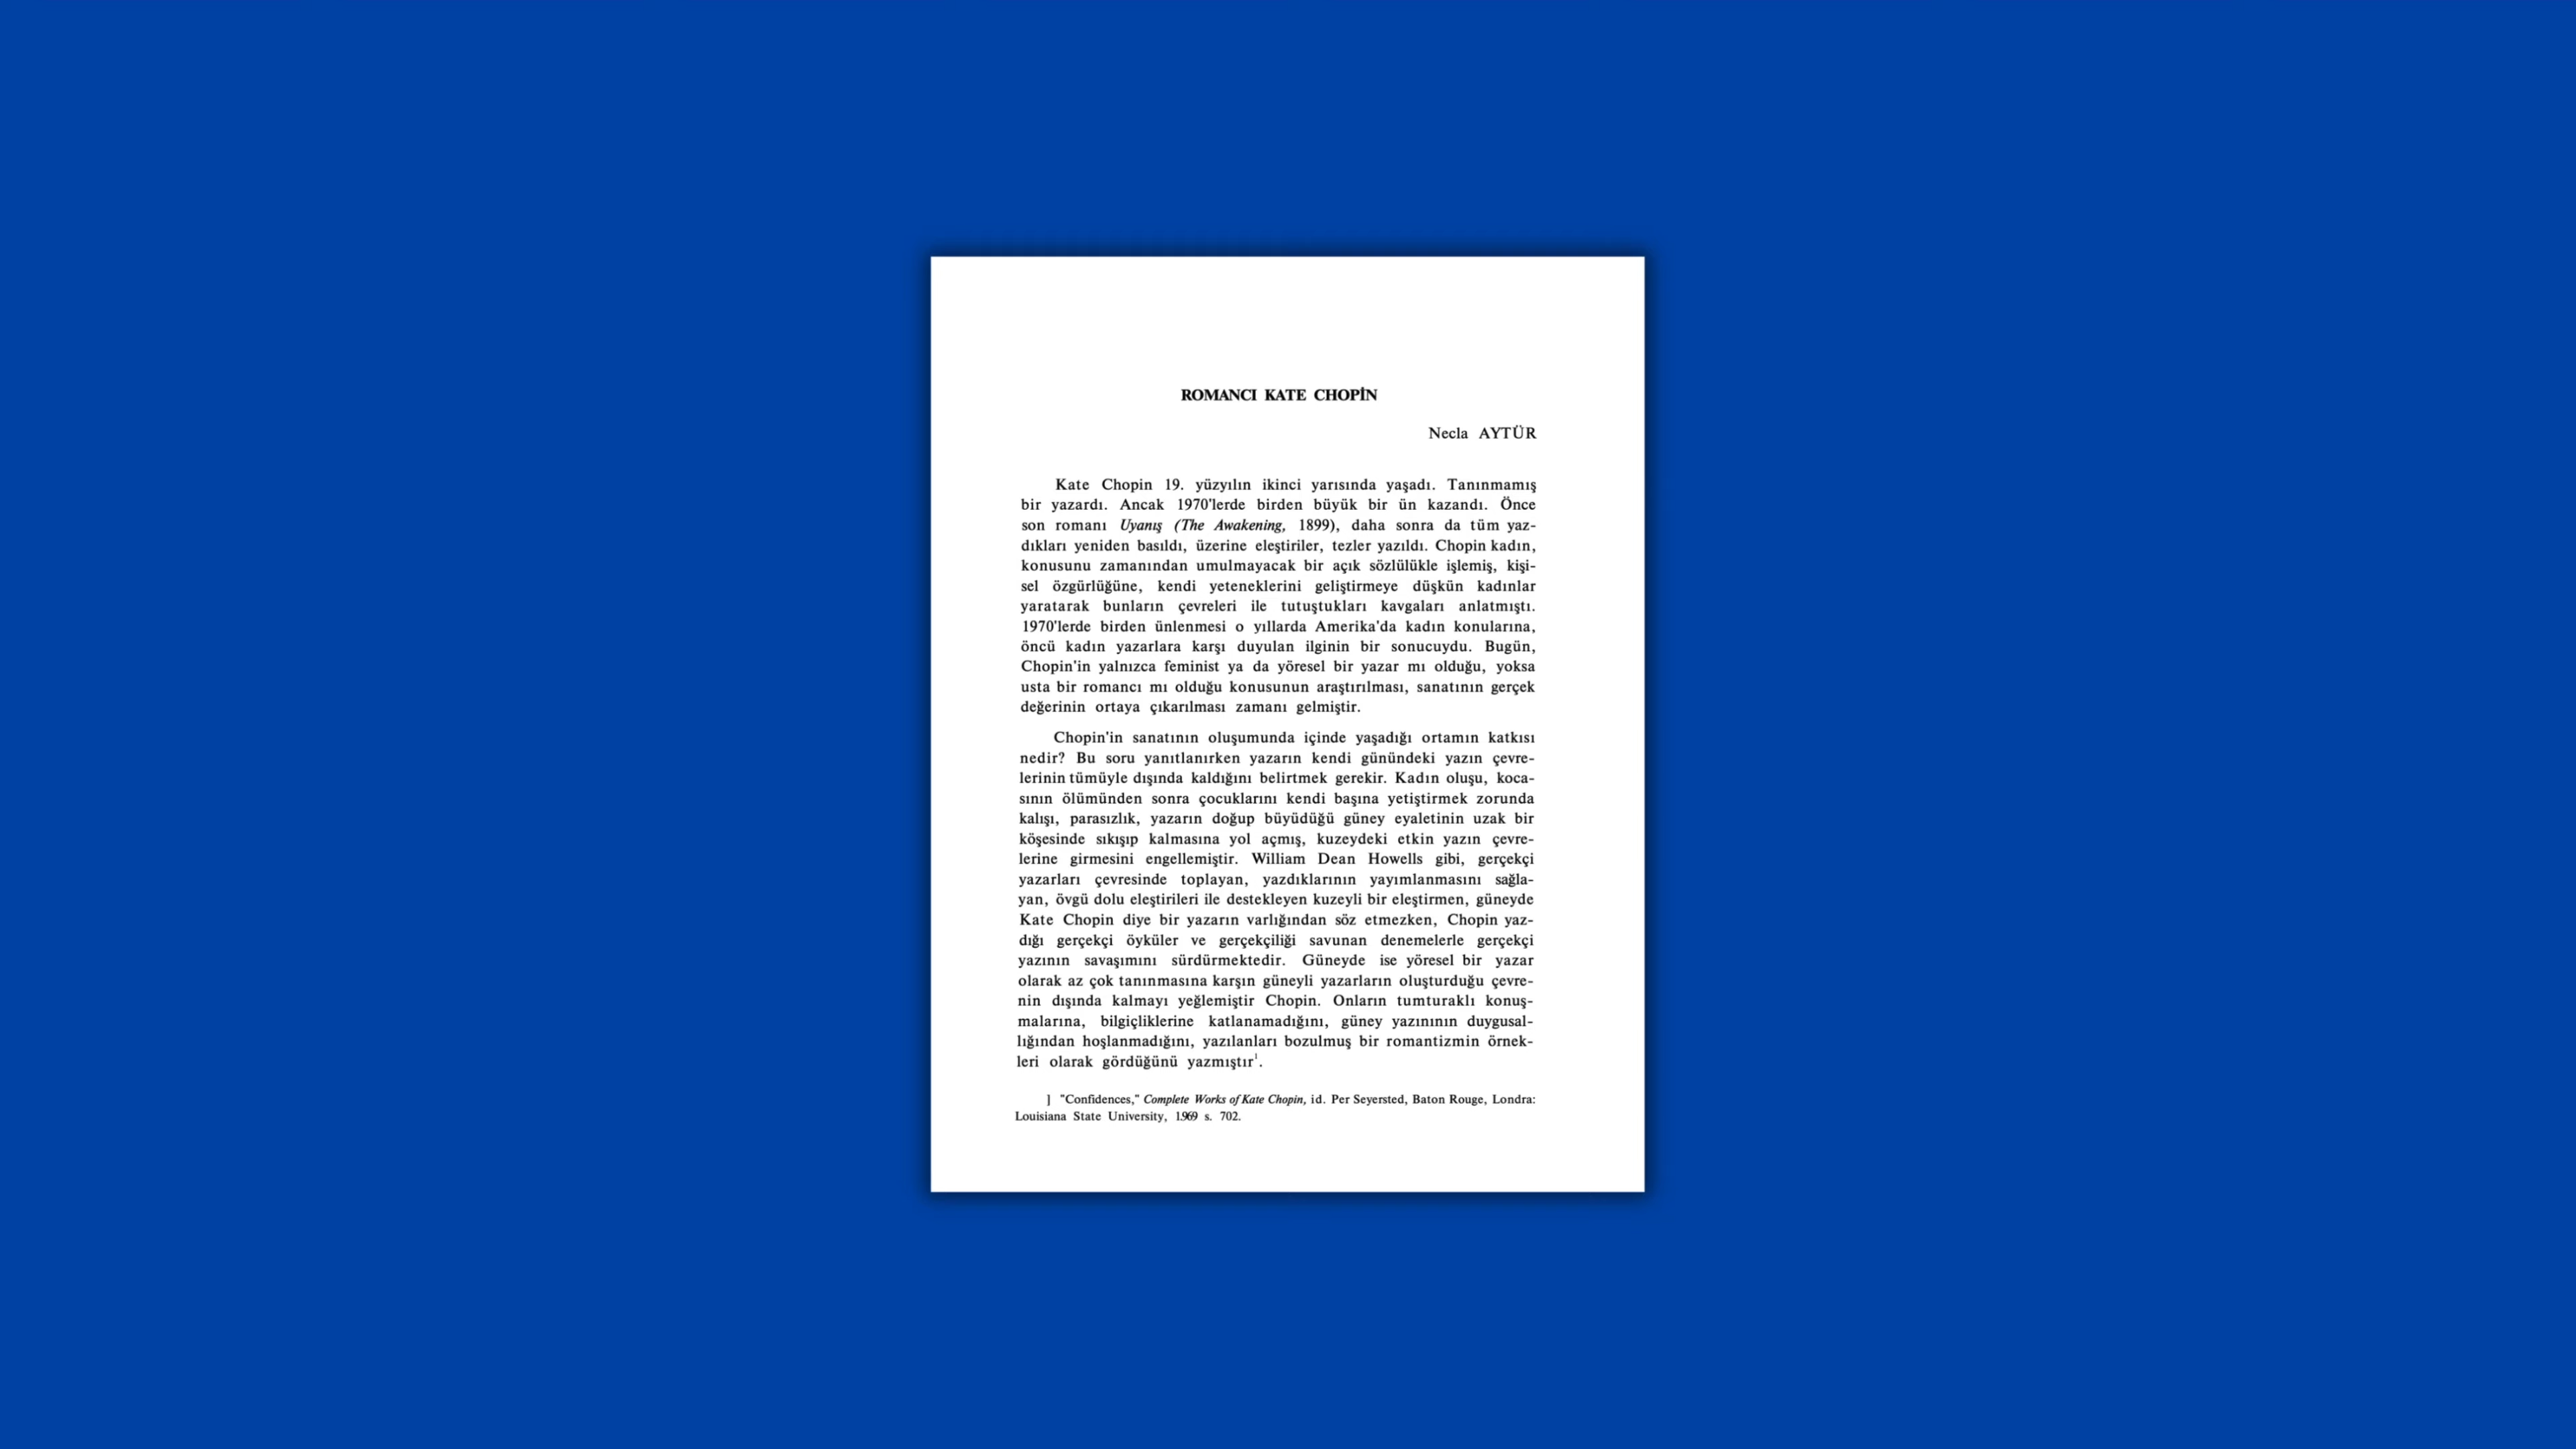 ROMANCI KATE CHOPİN
Necla AYTÜR
Kate Chopin 19. yüzyılın ikinci yarısında yaşadı. Tanınmamış
bir yazardı. Ancak 1970'lerde birden büyük bir ün kazandı. Önce
son romanı Uyanış (The Awakening, 1899), daha sonra da tüm yaz-
dıkları yeniden basıldı, üzerine eleştiriler, tezler yazıldı. Chopin kadın,
konusunu zamanından umulmayacak bir açık sözlülükle işlemiş, kişi-
sel özgürlüğüne, kendi yeteneklerini geliştirmeye düşkün kadınlar
yaratarak bunların çevreleri ile tutuştukları kavgaları anlatmıştı.
1970'lerde birden ünlenmesi o yıllarda Amerika'da kadın konularına,
öncü kadın yazarlara karşı duyulan ilginin bir sonucuydu. Bugün,
Chopin'in yalnızca feminist ya da yöresel bir yazar mı olduğu, yoksa
usta bir romancı mı olduğu konusunun araştırılması, sanatının gerçek
değerinin ortaya çıkarılması zamanı gelmiştir.
Chopin'in sanatının oluşumunda içinde yaşadığı ortamın katkısı
nedir? Bu soru yanıtlanırken yazarın kendi günündeki yazın çevre-
lerinin tümüyle dışında kaldığını belirtmek gerekir. Kadın oluşu, koca-
sının ölümünden sonra çocuklarını kendi başına yetiştirmek zorunda
kalışı, parasızlık, yazarın doğup büyüdüğü güney eyaletinin uzak bir
köşesinde sıkışıp kalmasına yol açmış, kuzeydeki etkin yazın çevre-
lerine girmesini engellemiştir. William Dean Howells gibi, gerçekçi
yazarları çevresinde toplayan, yazdıklarının yayımlanmasını sağla-
yan, övgü dolu eleştirileri ile destekleyen kuzeyli bir eleştirmen, güneyde
Kate Chopin diye bir yazarın varlığından söz etmezken, Chopin yaz-
dığı gerçekçi öyküler ve gerçekçiliği savunan denemelerle gerçekçi
yazının savaşımını sürdürmektedir. Güneyde ise yöresel bir yazar
olarak az çok tanınmasına karşın güneyli yazarların oluşturduğu çevre-
nin dışında kalmayı yeğlemiştir Chopin. Onların tumturaklı konuş-
malarına, bilgiçliklerine katlanamadığını, güney yazınının duygusal-
lığından hoşlanmadığını, yazılanları bozulmuş bir romantizmin örnek-
leri olarak gördüğünü yazmıştır¹.
] "Confidences," Complete Works of Kate Chopin, id. Per Seyersted, Baton Rouge, Londra:
Louisiana State University, 1969 s. 702.